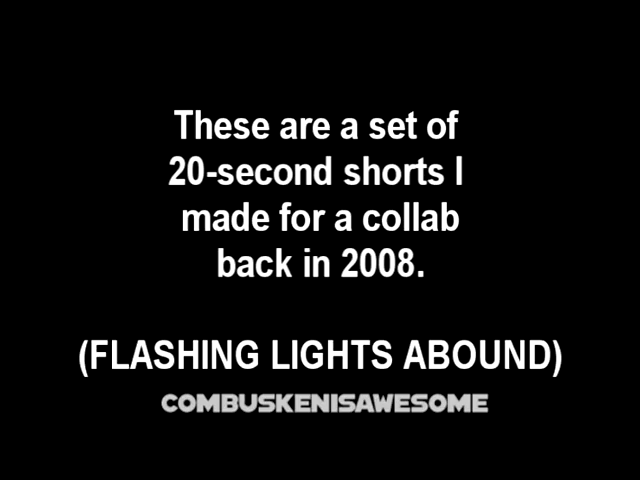 These are a set of
20-second shorts I
made for a collab
back in 2008.
(FLASHING LIGHTS ABOUND)
COMBUSKENISAWESOME